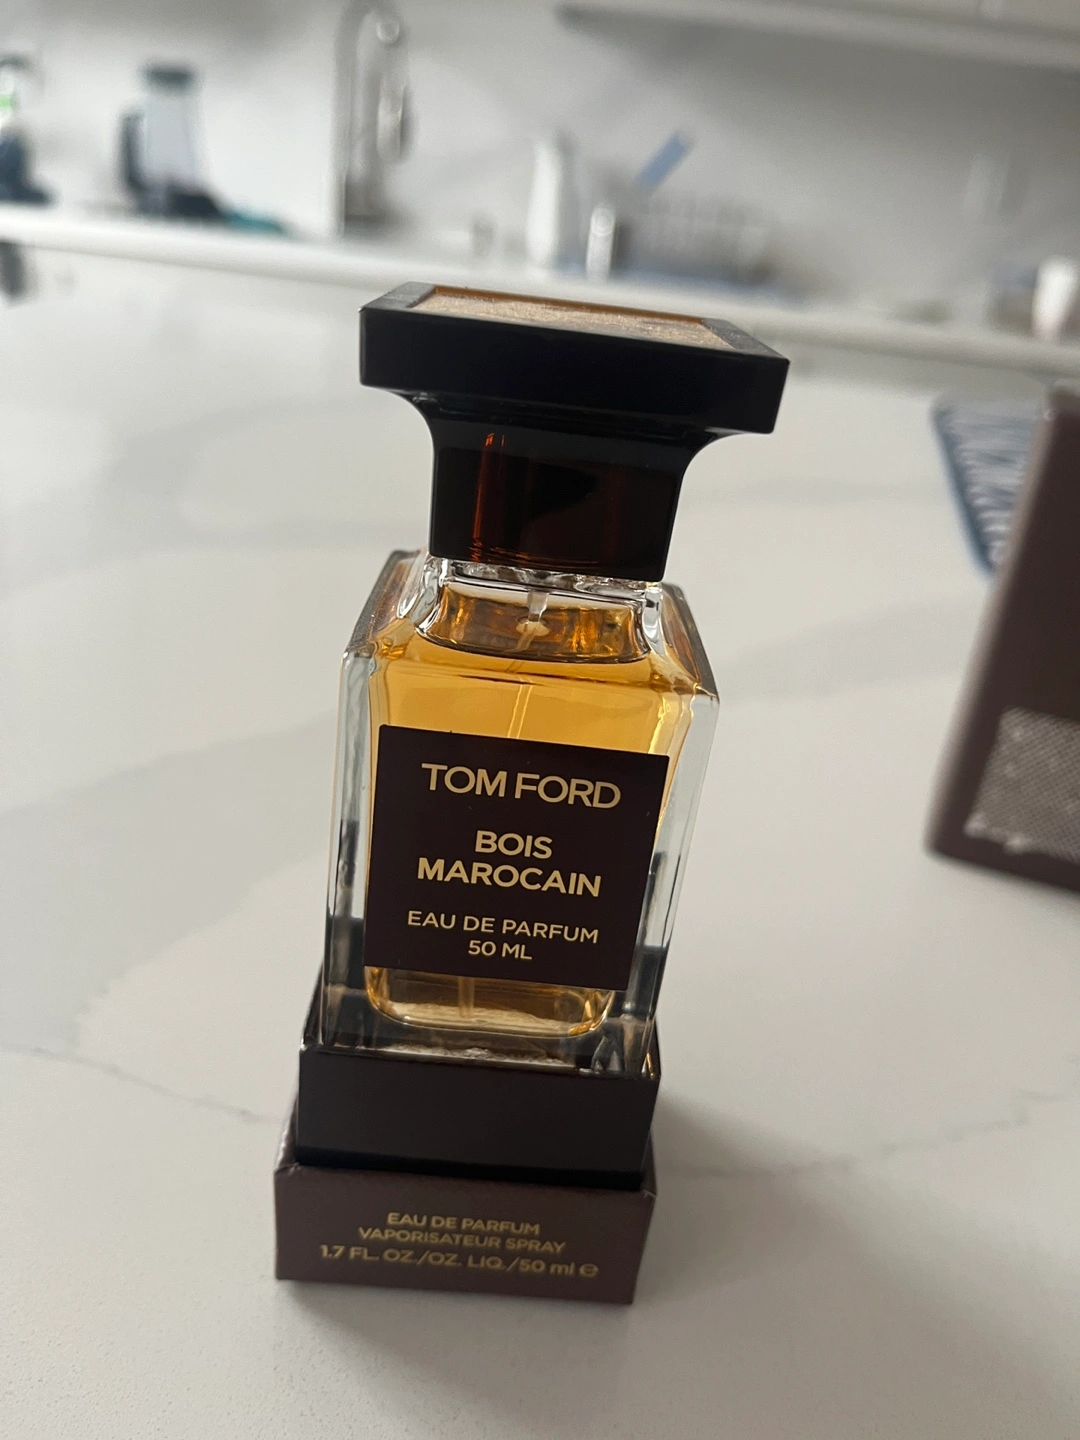 TOM FORD
BOIS
MAROCAIN
EAU DE PARFUM
50 ML
EAU DE PARFUM
VAPORISATEUR SPRAY
1.7 FL. OZ./OZ. LIQ./50 ml ℮